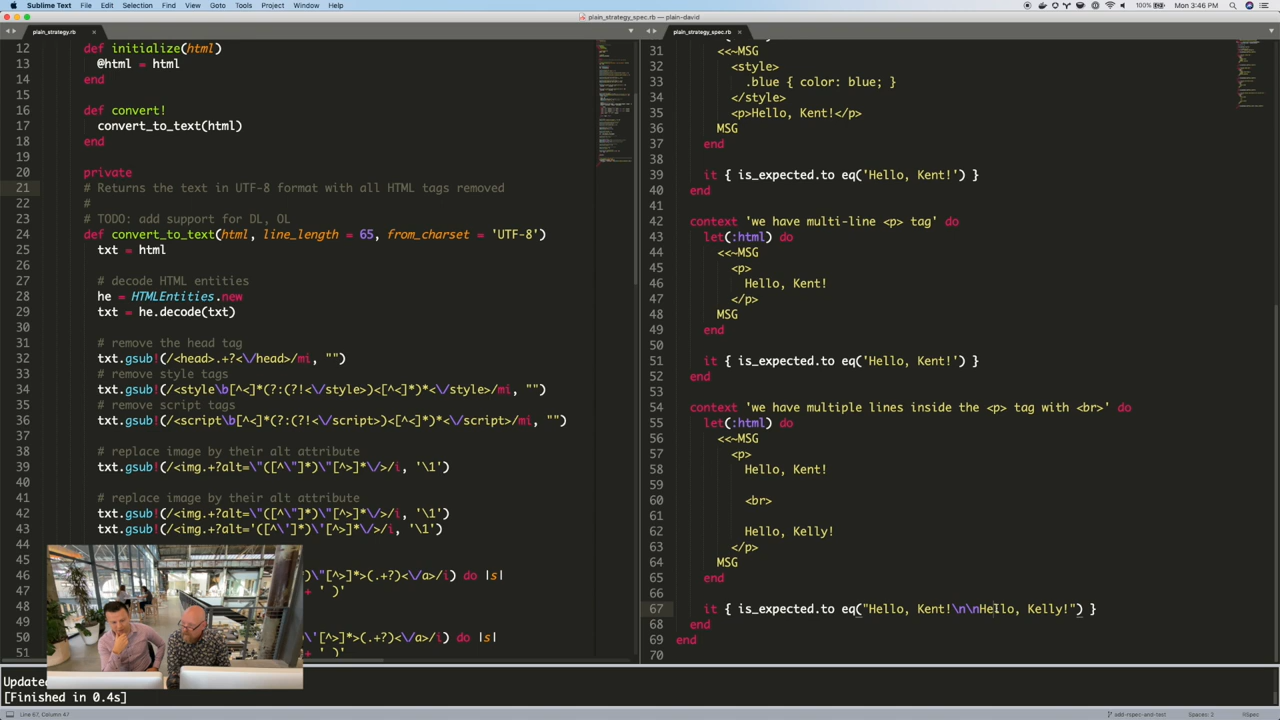 Sublime Text File Edit Selection Find View Goto Tools Project Window Help 100% Mon 3:46 PM
plain_strategy_spec.rb — plain-david
plain_strategy.rb × plain_strategy_spec.rb ×
12 def initialize(html)
13 @html = html
14 end
15
16 def convert!
17 convert_to_text(html)
18 end
19
20 private
21 # Returns the text in UTF-8 format with all HTML tags removed
22 #
23 # TODO: add support for DL, OL
24 def convert_to_text(html, line_length = 65, from_charset = 'UTF-8')
25 txt = html
26
27 # decode HTML entities
28 he = HTMLEntities.new
29 txt = he.decode(txt)
30
31 # remove the head tag
32 txt.gsub!(/<head>.+?<\/head>/mi, "")
33 # remove style tags
34 txt.gsub!(/<style\b[^<]*(?:(?!<\/style>)<[^<]*)*<\/style>/mi, "")
35 # remove script tags
36 txt.gsub!(/<script\b[^<]*(?:(?!<\/script>)<[^<]*)*<\/script>/mi, "")
37
38 # replace image by their alt attribute
39 txt.gsub!(/<img.+?alt=\"([^\"]*)\"[^>]*\/>/i, '\1')
40
41 # replace image by their alt attribute
42 txt.gsub!(/<img.+?alt=\"([^\"]*)\"[^>]*\/>/i, '\1')
43 txt.gsub!(/<img.+?alt='([^\']*)\'[^>]*\/>/i, '\1')
44
45
46 \"[^>]*>(.+?)<\/a>/i) do |s|
47 + ')'
48
49
50 \'[^>]*>(.+?)<\/a>/i) do |s|
51 + ')'
31 <<~MSG
32 <style>
33 .blue { color: blue;
34 </style>
35 <p>Hello, Kent!</p>
36 MSG
37 end
38
39 it { is_expected.to eq('Hello, Kent!') }
40 end
41
42 context 'we have multi-line <p> tag' do
43 let(:html) do
44 <<~MSG
45 <p>
46 Hello, Kent!
47 </p>
48 MSG
49 end
50
51 it { is_expected.to eq('Hello, Kent!') }
52 end
53
54 context 'we have multiple lines inside the <p> tag with <br>' do
55 let(:html) do
56 <<~MSG
57 <p>
58 Hello, Kent!
59
60 <br>
61
62 Hello, Kelly!
63 </p>
64 MSG
65 end
66
67 it { is_expected.to eq("Hello, Kent!\n\nHello, Kelly!") }
68 end
69 end
70
Update
[Finished in 0.4s]
Line 67, Column 47 add-rspec-and-test Spaces: 2 RSpec